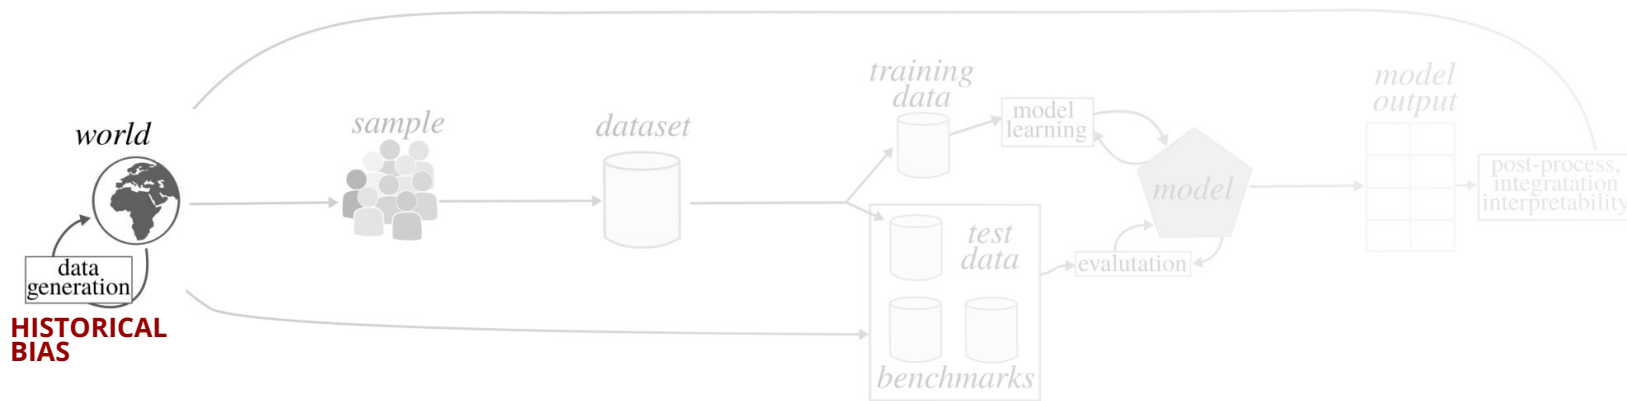 world
data
generation
HISTORICAL
BIAS
sample
dataset
training
data
model
learning
model
test
data
evalutation
benchmarks
model
output
post-process,
integratation
interpretability